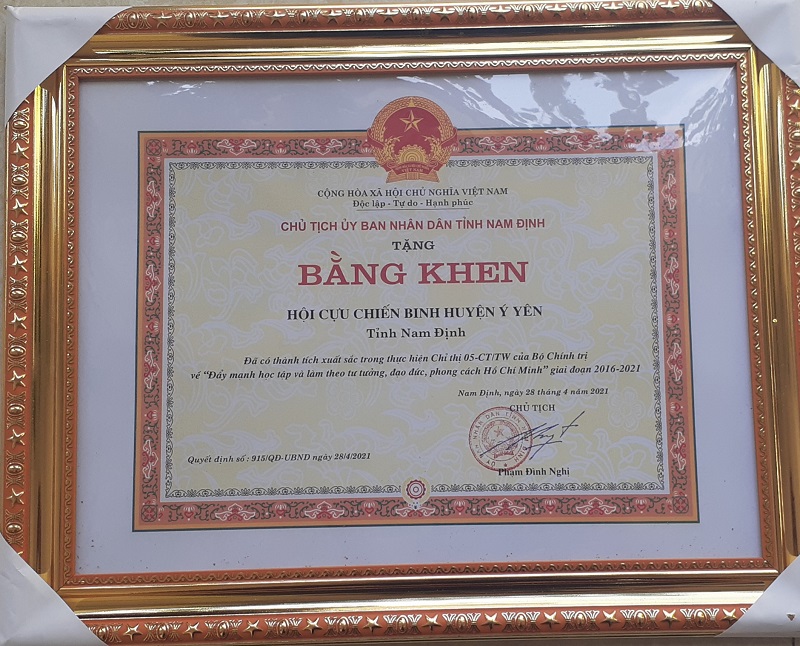 CỘNG HÒA XÃ HỘI CHỦ NGHĨA VIỆT NAM
Độc lập - Tự do - Hạnh phúc
CHỦ TỊCH ỦY BAN NHÂN DÂN TỈNH NAM ĐỊNH
TẶNG
BẰNG KHEN
HỘI CỰU CHIẾN BINH HUYỆN Ý YÊN
Tỉnh Nam Định
Đã có thành tích xuất sắc trong thực hiện Chỉ thị 05-CT/TW của Bộ Chính trị
về “Đẩy mạnh học tập và làm theo tư tưởng, đạo đức, phong cách Hồ Chí Minh” giai đoạn 2016-2021
Nam Định, ngày 28 tháng 4 năm 2021
CHỦ TỊCH
Quyết định số : 915/QĐ-UBND ngày 28/4/2021
Phạm Đình Nghị